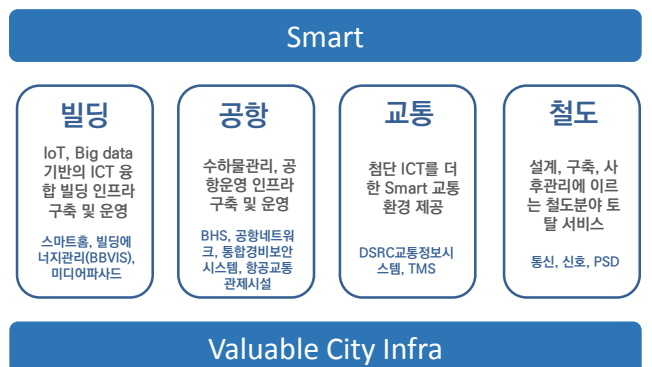 Smart
빌딩
IoT, Big data
기반의 ICT 융
합 빌딩 인프라
구축 및 운영
스마트홈, 빌딩에
너지관리(BBVIS),
미디어파사드
공항
수하물관리, 공
항운영 인프라
구축 및 운영
BHS, 공항네트워
크, 통합경비보안
시스템, 항공교통
관제시설
교통
첨단 ICT를 더
한 Smart 교통
환경 제공
DSRC교통정보시
스템, TMS
철도
설계, 구축, 사
후관리에 이르
는 철도분야 토
탈 서비스
통신, 신호, PSD
Valuable City Infra